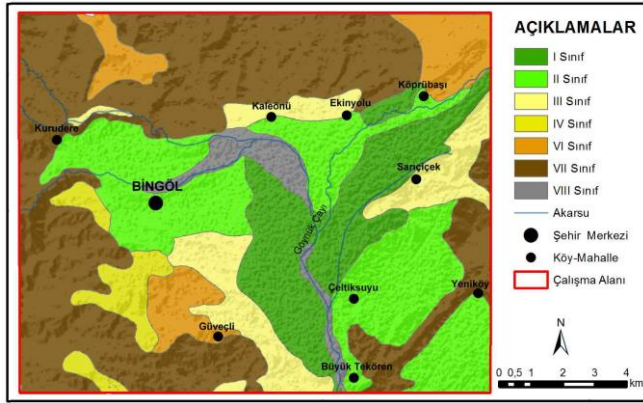 AÇIKLAMALAR
I Sınıf
II Sınıf
III Sınıf
IV Sınıf
VI Sınıf
VII Sınıf
VIII Sınıf
Akarsu
Şehir Merkezi
Köy-Mahalle
Çalışma Alanı
N
0 0,5 1 2 3 4
km
Köprübaşı
Kaleönü
Ekinyolu
Kurudere
Sarıçiçek
BİNGÖL
Göynük Çayı
Çeltiksuyu
Yeniköy
Güveçli
Büyük Tekören